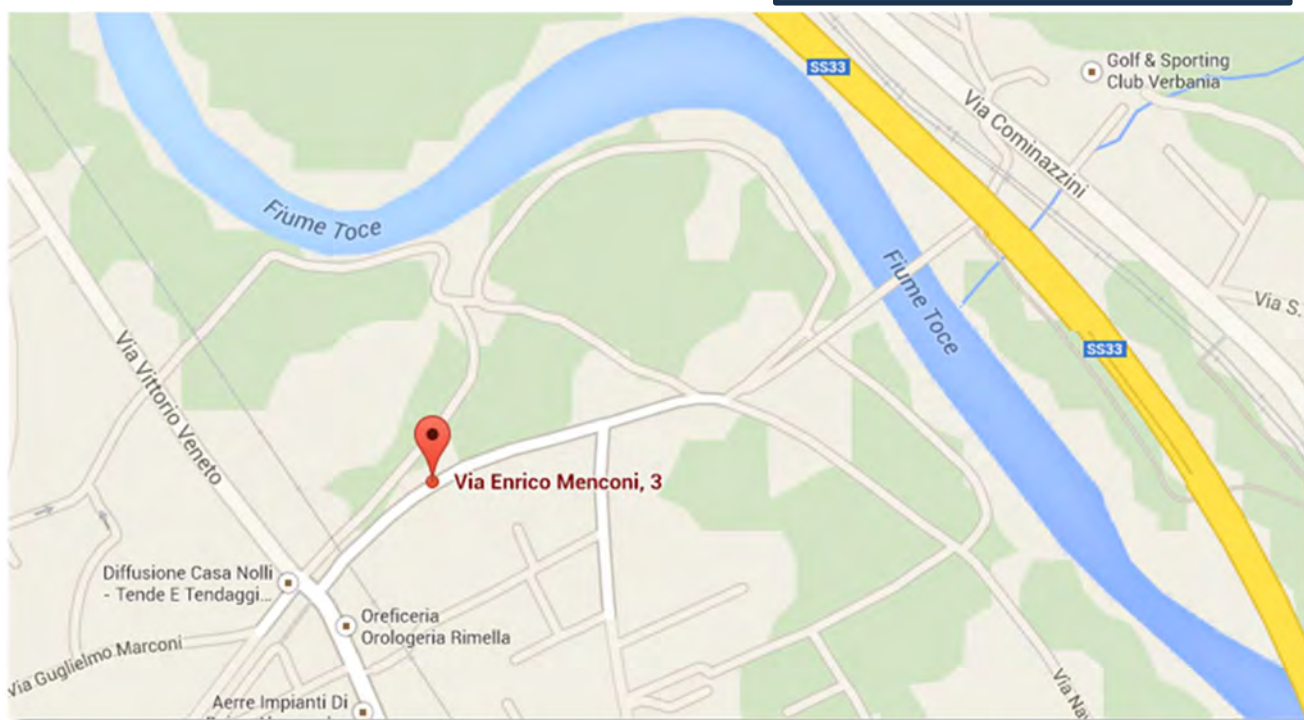 SS33
Golf & Sporting
Club Verbania
Via Cominazzini
Fiume Toce
Fiume Toce
Via S.
SS33
Via Vittorio Veneto
Via Enrico Menconi, 3
Diffusione Casa Nolli
- Tende E Tendaggi...
Oreficeria
Orologeria Rimella
Via Guglielmo Marconi
Via Nav
Aerre Impianti Di